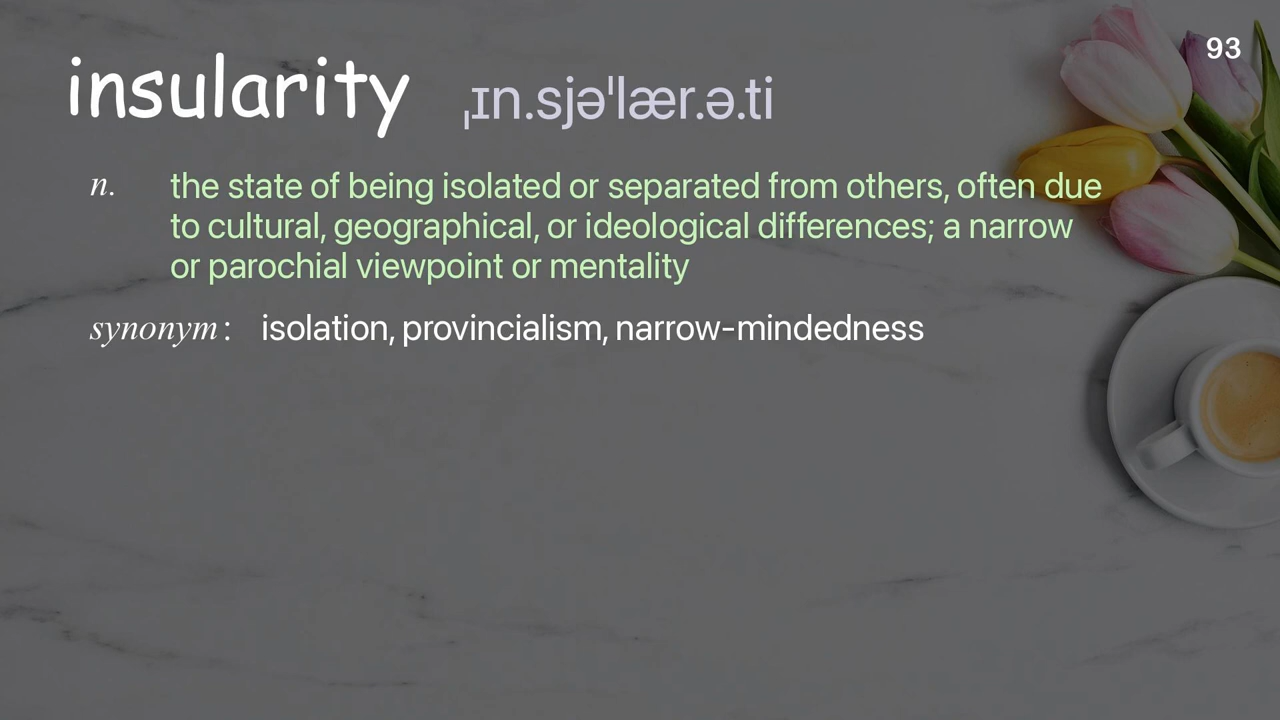 93
insularity ˌɪn.sjəˈlær.ə.ti
n. the state of being isolated or separated from others, often due
to cultural, geographical, or ideological differences; a narrow
or parochial viewpoint or mentality
synonym: isolation, provincialism, narrow-mindedness